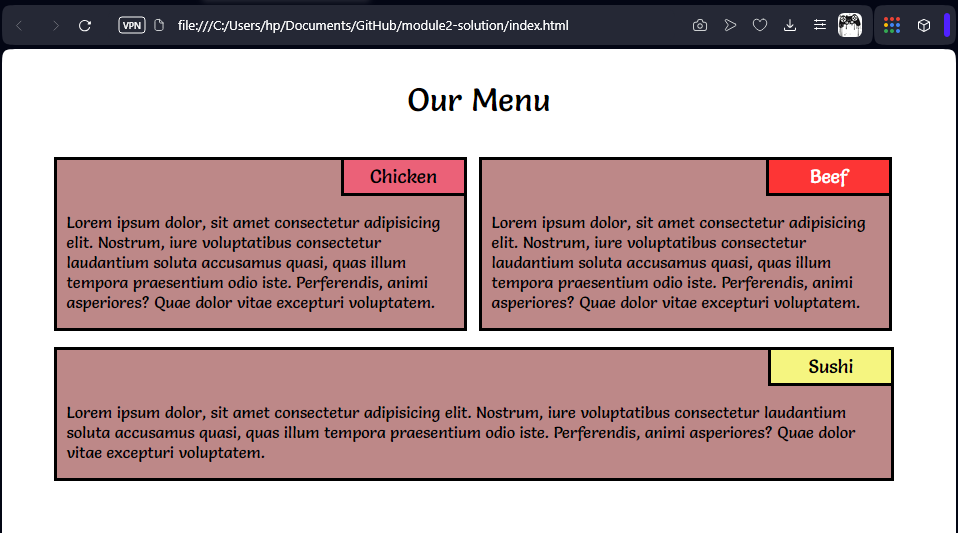 VPN
file:///C:/Users/hp/Documents/GitHub/module2-solution/index.html
Our Menu
Chicken
Lorem ipsum dolor, sit amet consectetur adipisicing
elit. Nostrum, iure voluptatibus consectetur
laudantium soluta accusamus quasi, quas illum
tempora praesentium odio iste. Perferendis, animi
asperiores? Quae dolor vitae excepturi voluptatem.
Beef
Lorem ipsum dolor, sit amet consectetur adipisicing
elit. Nostrum, iure voluptatibus consectetur
laudantium soluta accusamus quasi, quas illum
tempora praesentium odio iste. Perferendis, animi
asperiores? Quae dolor vitae excepturi voluptatem.
Sushi
Lorem ipsum dolor, sit amet consectetur adipisicing elit. Nostrum, iure voluptatibus consectetur laudantium
soluta accusamus quasi, quas illum tempora praesentium odio iste. Perferendis, animi asperiores? Quae dolor
vitae excepturi voluptatem.